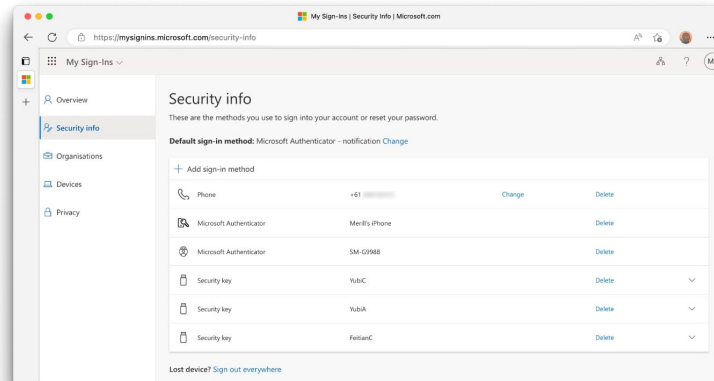 My Sign-Ins | Security Info | Microsoft.com
https://mysignins.microsoft.com/security-info
My Sign-Ins
?
M
Overview
Security info
Organisations
Devices
Privacy
Security info
These are the methods you use to sign into your account or reset your password.
Default sign-in method: Microsoft Authenticator - notification Change
Add sign-in method
Phone +61 Change Delete
Microsoft Authenticator Merill's iPhone Delete
Microsoft Authenticator SM-G9988 Delete
Security key YubiC Delete
Security key YubiA Delete
Security key FeitianC Delete
Lost device? Sign out everywhere